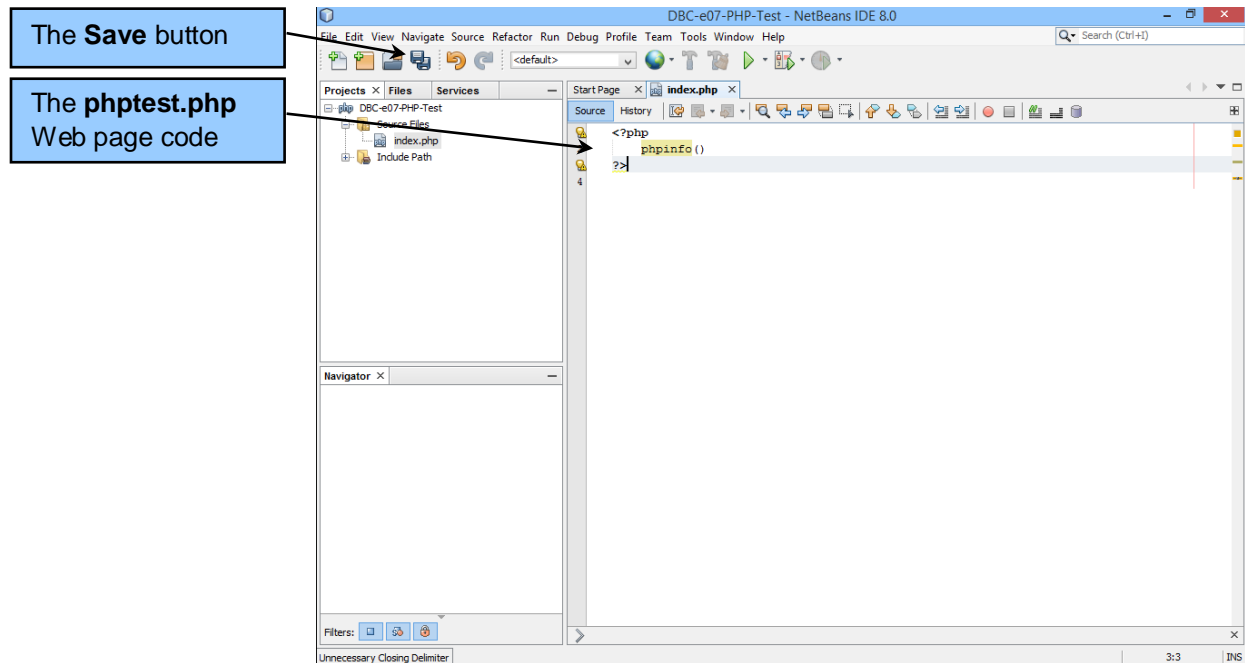 The Save button
The phptest.php
Web page code
DBC-e07-PHP-Test - NetBeans IDE 8.0
File Edit View Navigate Source Refactor Run Debug Profile Team Tools Window Help
Search (Ctrl+I)
<default>
Projects Files Services
DBC-e07-PHP-Test
Source Files
index.php
Include Path
Start Page index.php
Source History
<?php
phpinfo()
?>
4
Navigator
Filters:
Unnecessary Closing Delimiter
3:3 INS